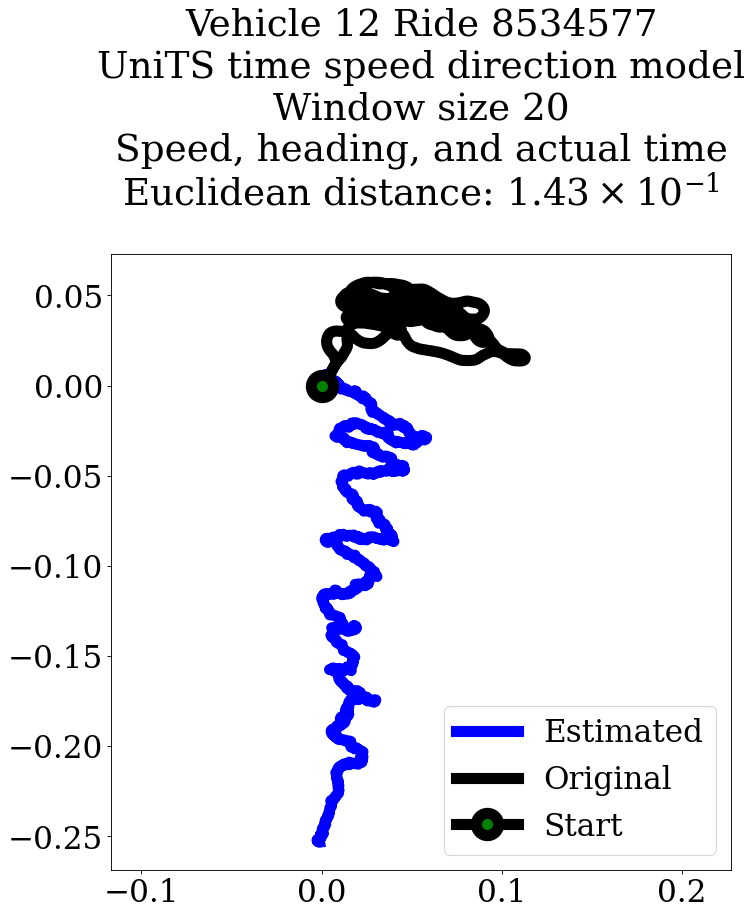 Vehicle 12 Ride 8534577
UniTS time speed direction model
Window size 20
Speed, heading, and actual time
Euclidean distance: 1.43 × 10⁻¹
0.05
0.00
−0.05
−0.10
−0.15
−0.20
−0.25
Estimated
Original
Start
−0.1
0.0
0.1
0.2